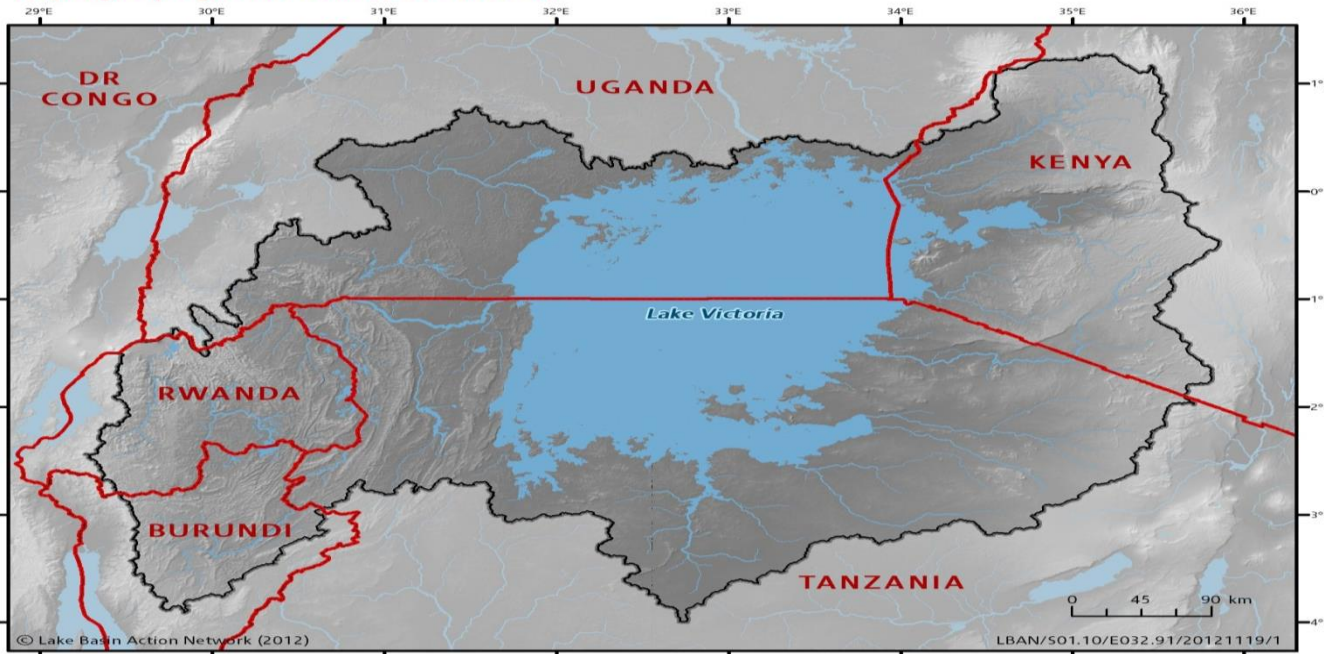 29°E 30°E 31°E 32°E 33°E 34°E 35°E 36°E
DR
CONGO
UGANDA
1°
KENYA
0°
1°
Lake Victoria
RWANDA
2°
BURUNDI
3°
TANZANIA
0 45 90 km
4°
© Lake Basin Action Network (2012)
LBAN/S01.10/E032.91/20121119/1